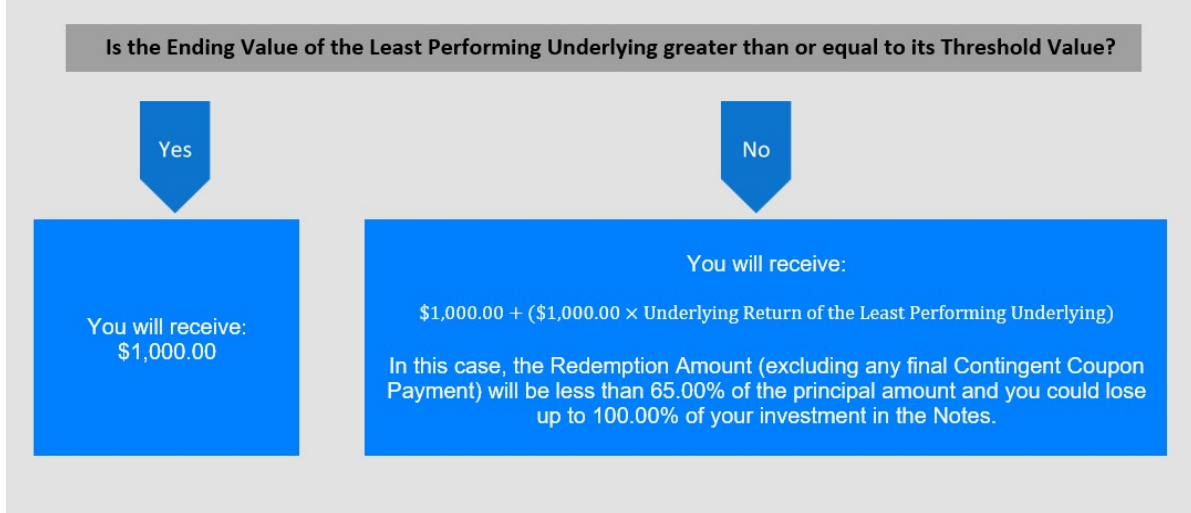 Is the Ending Value of the Least Performing Underlying greater than or equal to its Threshold Value?
Yes
No
You will receive:
$1,000.00
You will receive:
$1,000.00 + ($1,000.00 × Underlying Return of the Least Performing Underlying)
In this case, the Redemption Amount (excluding any final Contingent Coupon
Payment) will be less than 65.00% of the principal amount and you could lose
up to 100.00% of your investment in the Notes.